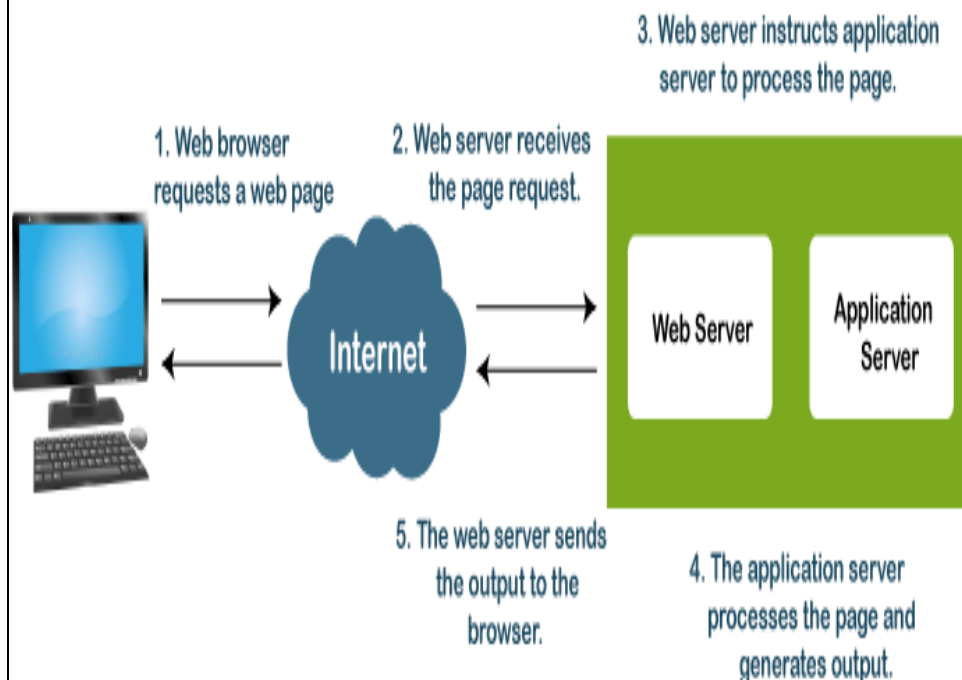 1. Web browser
requests a web page
2. Web server receives
the page request.
3. Web server instructs application
server to process the page.
Internet
Web Server
Application
Server
4. The application server
processes the page and
generates output.
5. The web server sends
the output to the
browser.